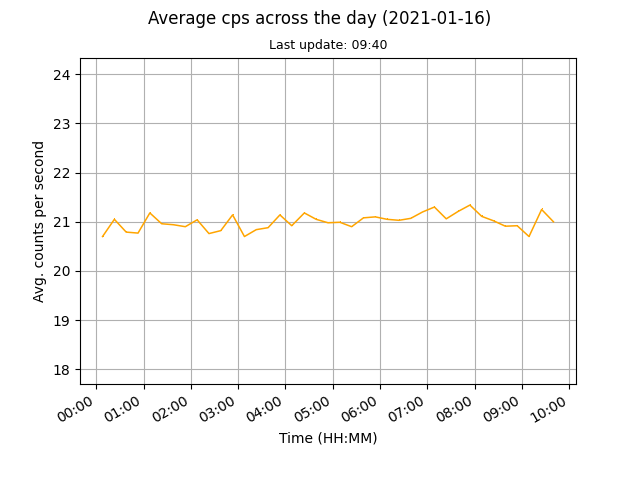 Average cps across the day (2021-01-16)
Last update: 09:40
24
23
22
21
20
19
18
Avg. counts per second
00:00 01:00 02:00 03:00 04:00 05:00 06:00 07:00 08:00 09:00 10:00
Time (HH:MM)